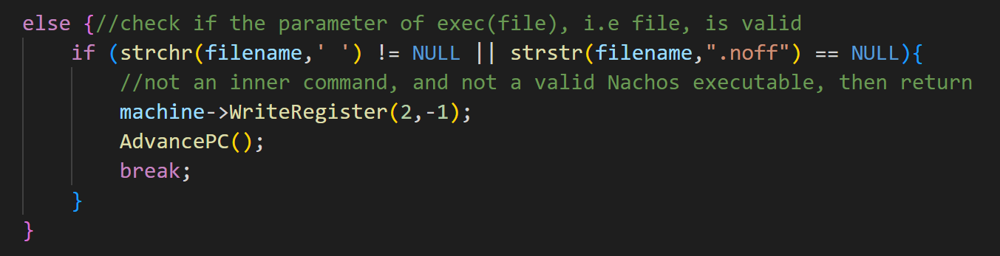 else {//check if the parameter of exec(file), i.e file, is valid
    if (strchr(filename,' ') != NULL || strstr(filename,".noff") == NULL){
        //not an inner command, and not a valid Nachos executable, then return
        machine->WriteRegister(2,-1);
        AdvancePC();
        break;
    }
}